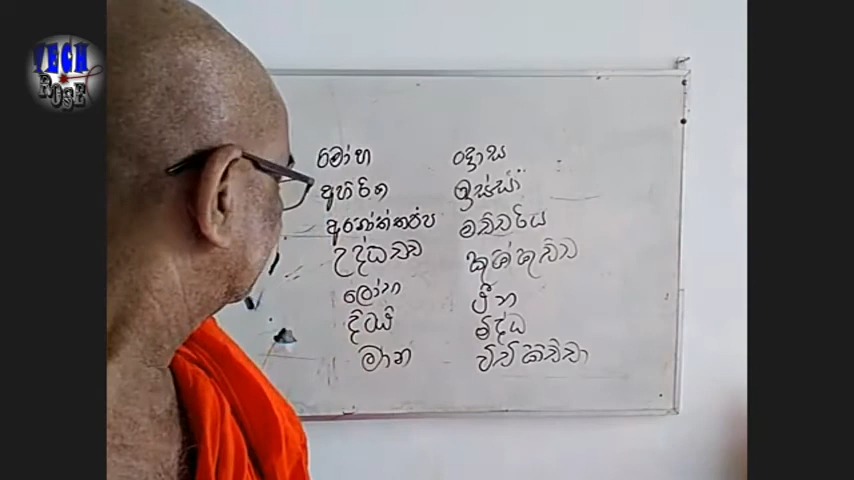 TECH
ROSE
මෝහ දෝස
අහිරික ඉස්සා
අනොත්තප්ප මච්ඡරිය
උද්ධච්ච කුක්කුච්ච
ලෝභ ථීන
දිට්ඨි මිද්ධ
මාන විචිකිච්ඡා